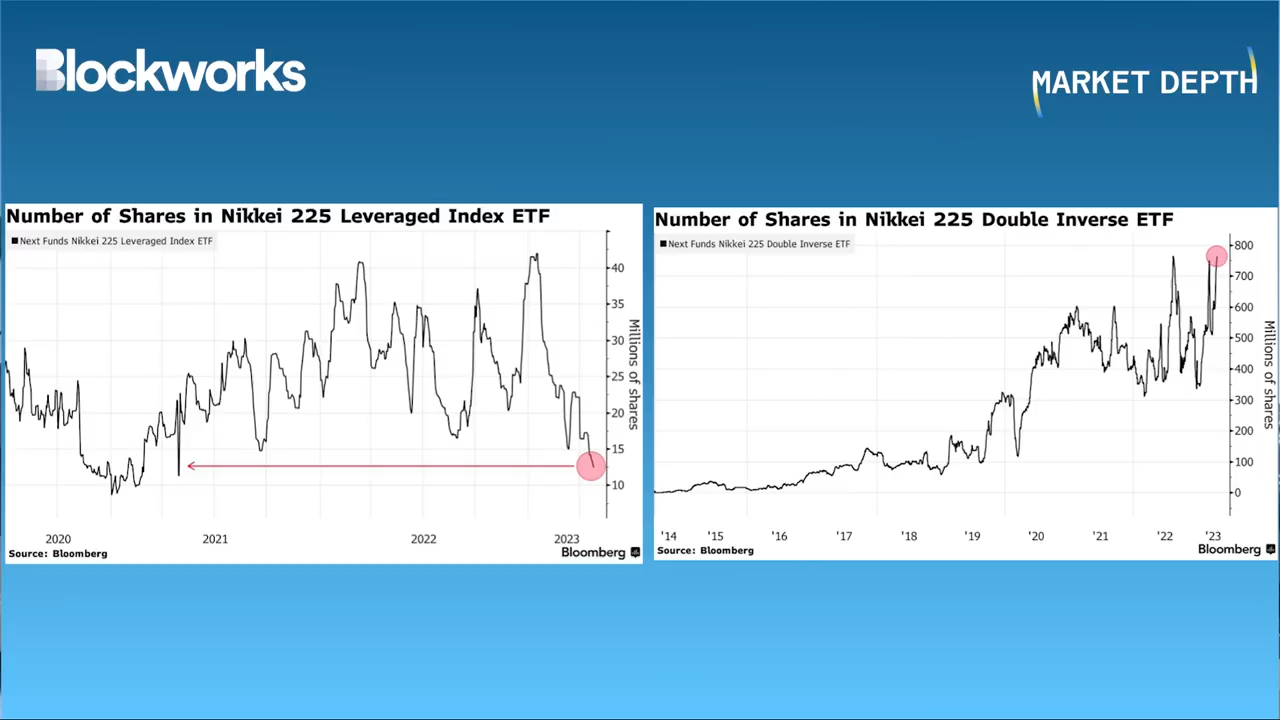 Blockworks
MARKET DEPTH
Number of Shares in Nikkei 225 Leveraged Index ETF
Next Funds Nikkei 225 Leveraged Index ETF
40
35
30
25
20
15
10
Millions of shares
2020 2021 2022 2023
Source: Bloomberg
Bloomberg
Number of Shares in Nikkei 225 Double Inverse ETF
Next Funds Nikkei 225 Double Inverse ETF
800
700
600
500
400
300
200
100
0
Millions of shares
'14 '15 '16 '17 '18 '19 '20 '21 '22 '23
Source: Bloomberg
Bloomberg